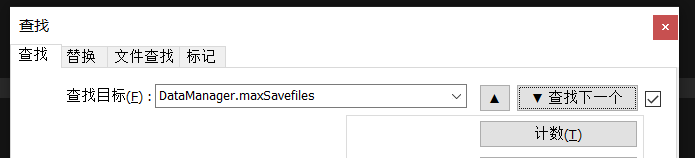 查找
查找 替换 文件查找 标记
查找目标(F) : DataManager.maxSavefiles ▲ ▼ 查找下一个
计数(T)